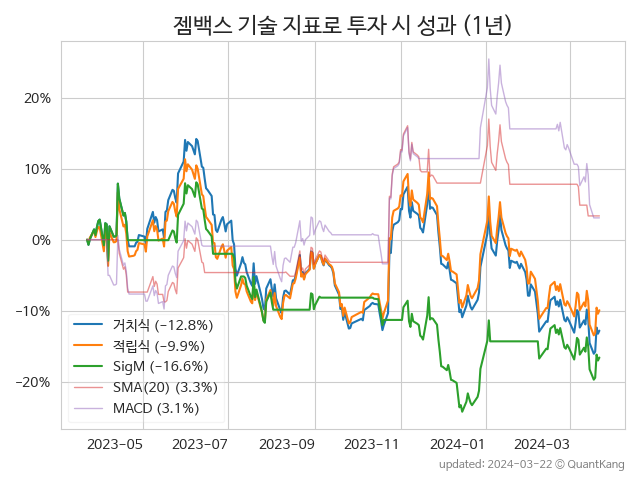 젬백스 기술 지표로 투자 시 성과 (1년)
20%
10%
0%
−10%
−20%
거치식 (−12.8%)
적립식 (−9.9%)
SigM (−16.6%)
SMA(20) (3.3%)
MACD (3.1%)
2023−05 2023−07 2023−09 2023−11 2024−01 2024−03
updated: 2024-03-22 © QuantKang